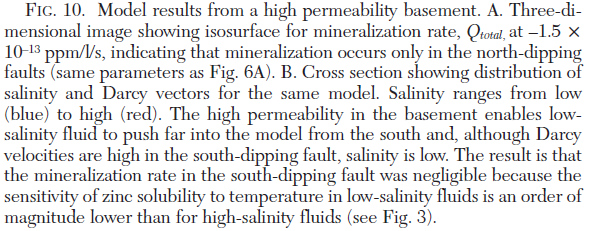 FIG. 10. Model results from a high permeability basement. A. Three-di-
mensional image showing isosurface for mineralization rate, Qtotal, at –1.5 ×
10-13 ppm/l/s, indicating that mineralization occurs only in the north-dipping
faults (same parameters as Fig. 6A). B. Cross section showing distribution of
salinity and Darcy vectors for the same model. Salinity ranges from low
(blue) to high (red). The high permeability in the basement enables low-
salinity fluid to push far into the model from the south and, although Darcy
velocities are high in the south-dipping fault, salinity is low. The result is that
the mineralization rate in the south-dipping fault was negligible because the
sensitivity of zinc solubility to temperature in low-salinity fluids is an order of
magnitude lower than for high-salinity fluids (see Fig. 3).